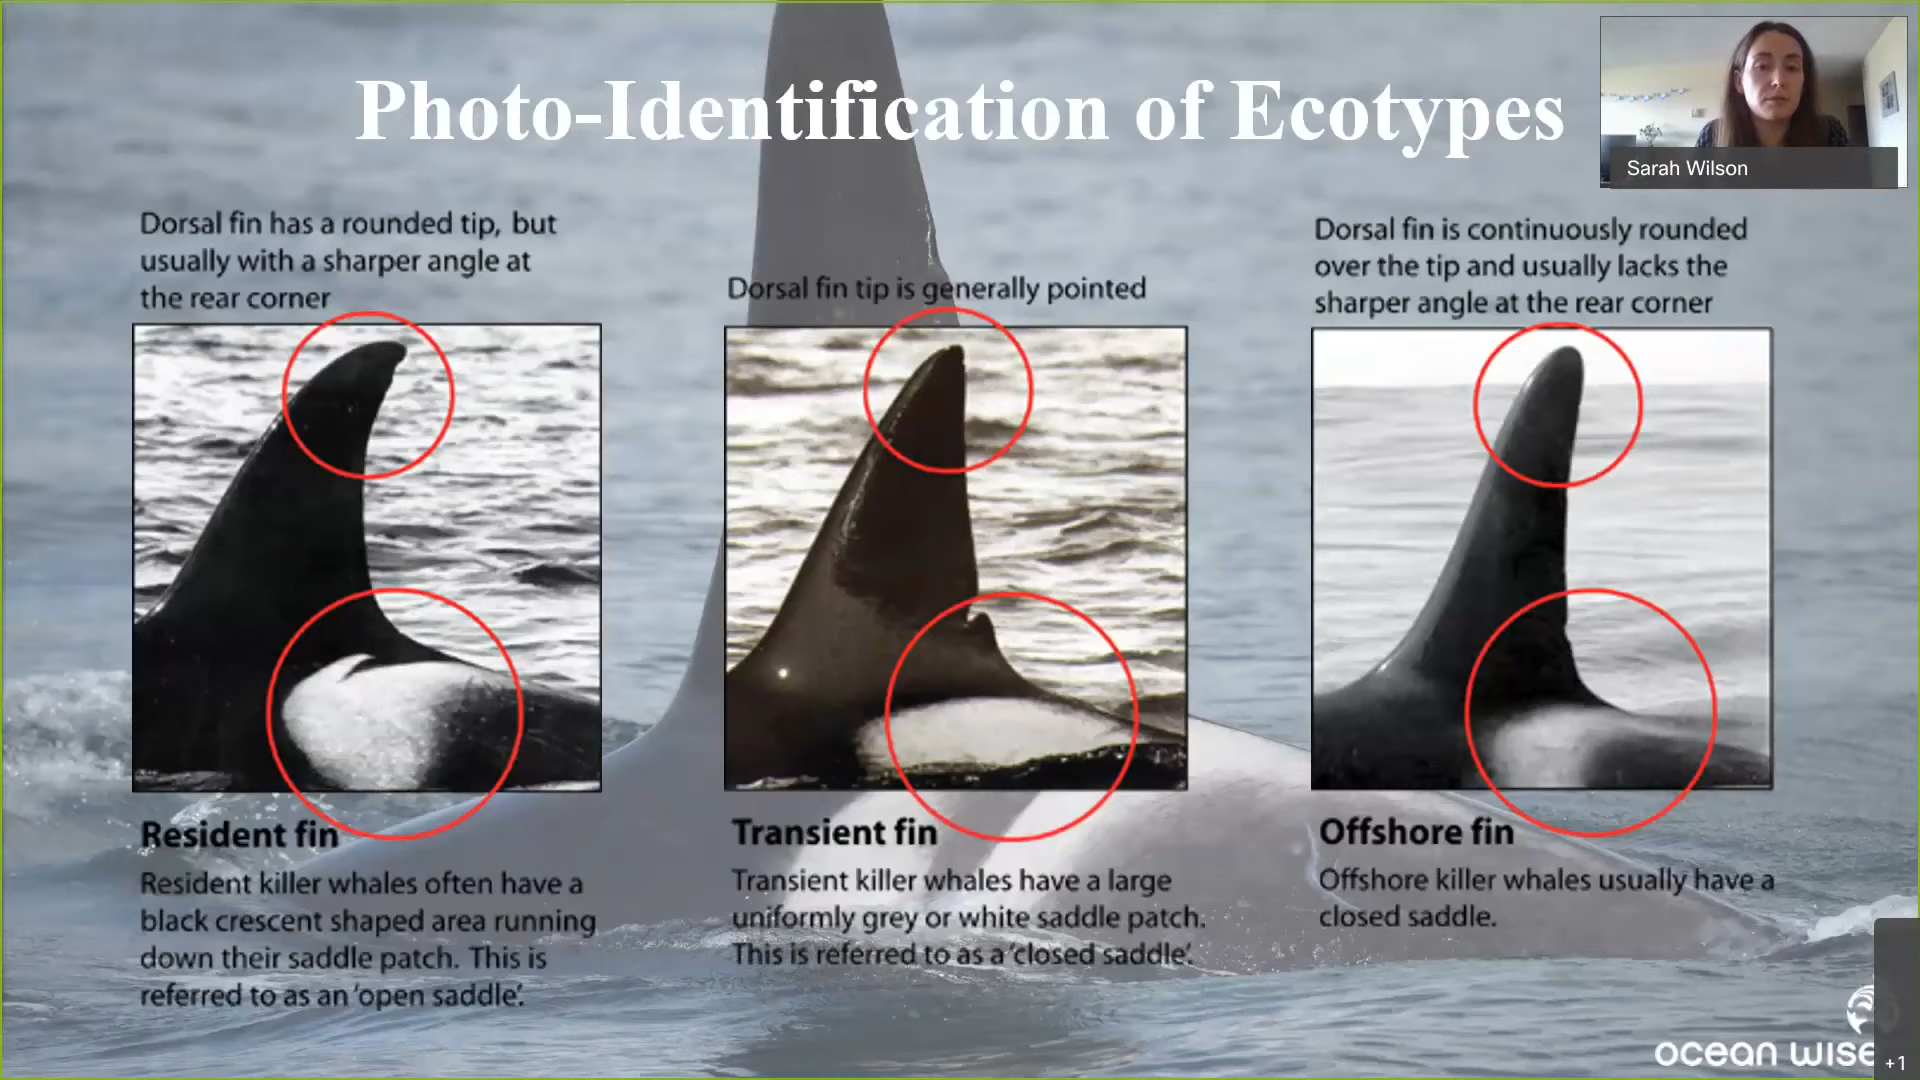 Photo-Identification of Ecotypes
Sarah Wilson
Dorsal fin has a rounded tip, but
usually with a sharper angle at
the rear corner
Dorsal fin tip is generally pointed
Dorsal fin is continuously rounded
over the tip and usually lacks the
sharper angle at the rear corner
Resident fin
Resident killer whales often have a
black crescent shaped area running
down their saddle patch. This is
referred to as an 'open saddle'.
Transient fin
Transient killer whales have a large
uniformly grey or white saddle patch.
This is referred to as a 'closed saddle'.
Offshore fin
Offshore killer whales usually have a
closed saddle.
ocean wise
+1